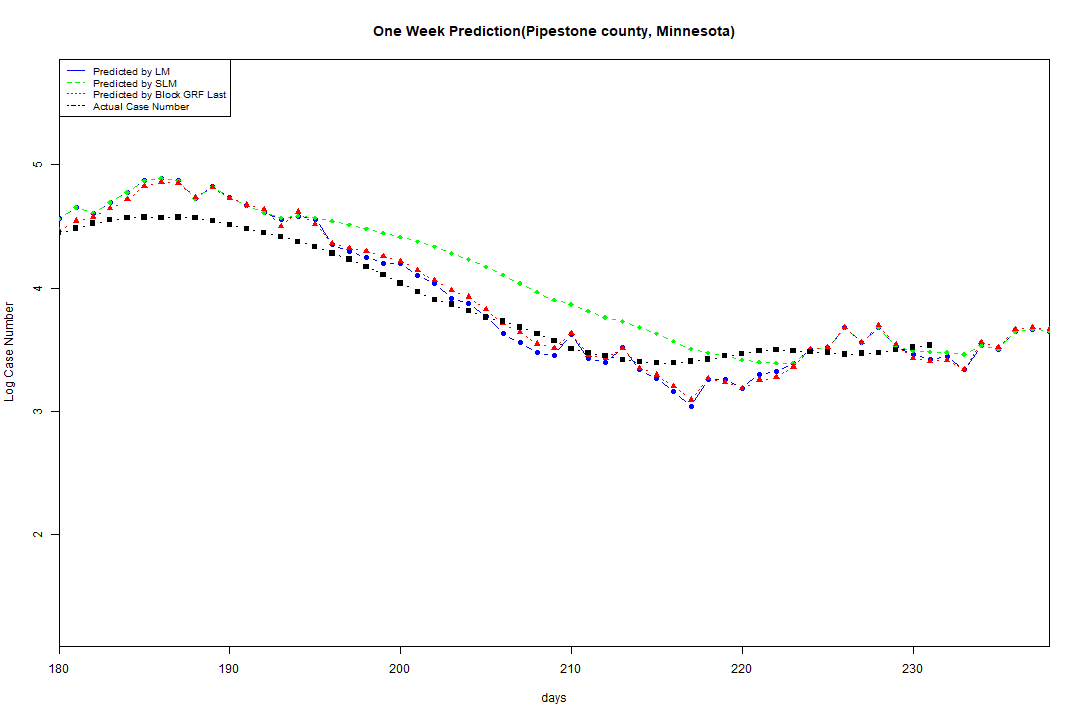 One Week Prediction(Pipestone county, Minnesota)
Predicted by LM
Predicted by SLM
Predicted by Block GRF Last
Actual Case Number
5
4
3
2
Log Case Number
180 190 200 210 220 230
days